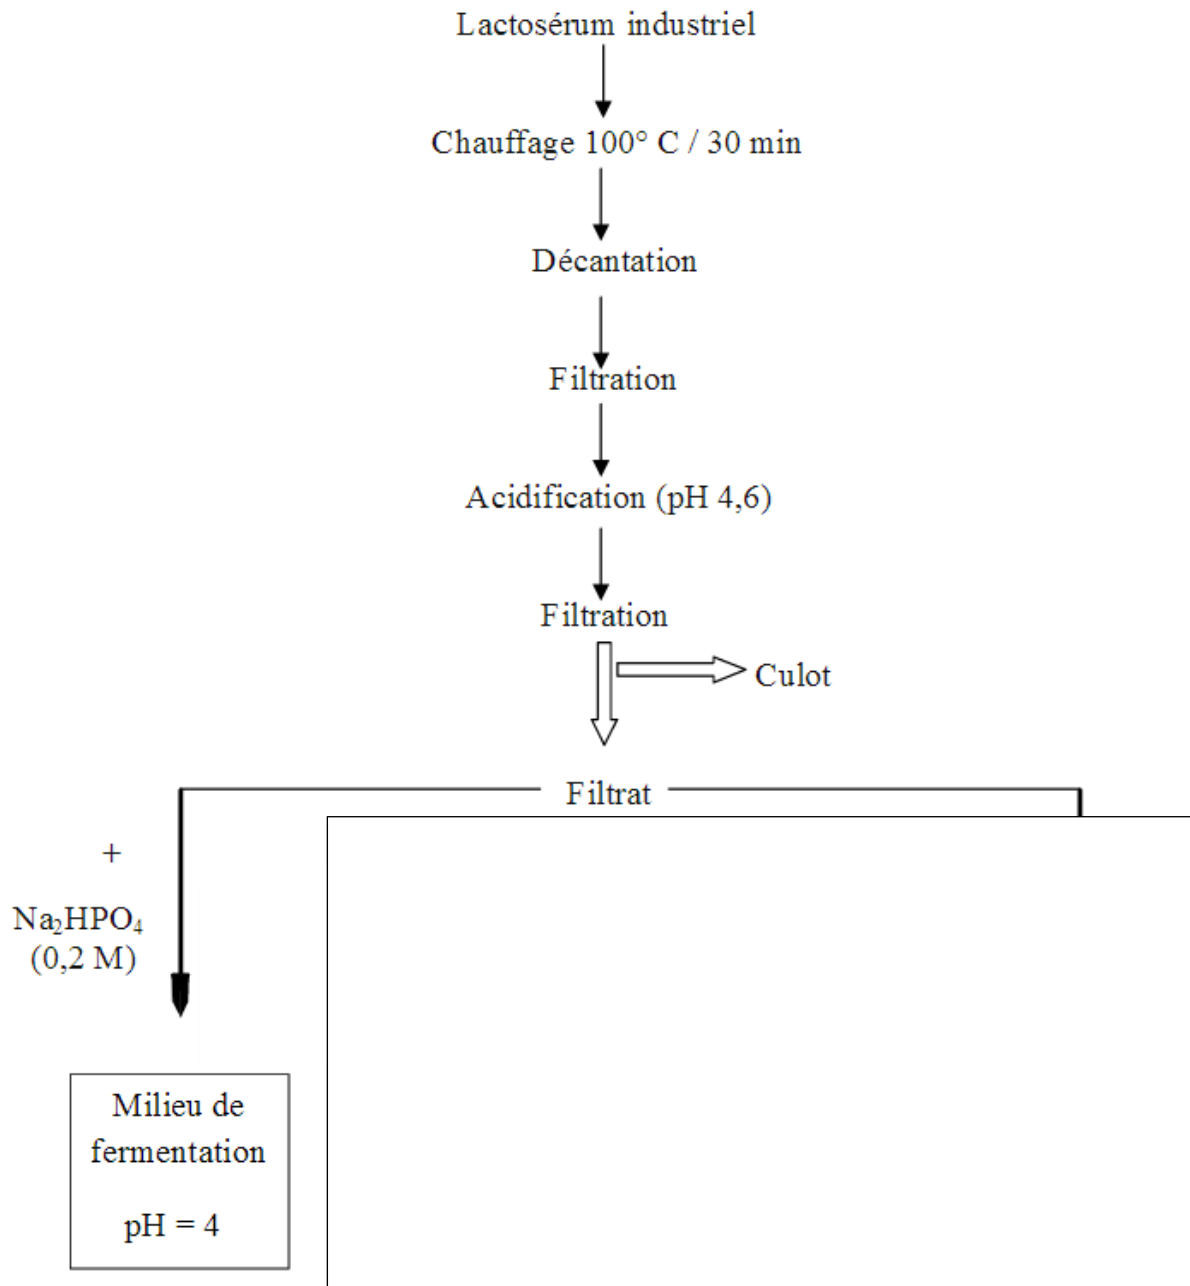 Lactosérum industriel
Chauffage 100° C / 30 min
Décantation
Filtration
Acidification (pH 4,6)
Filtration
Culot
Filtrat
+
Na₂HPO₄
(0,2 M)
Milieu de
fermentation
pH = 4